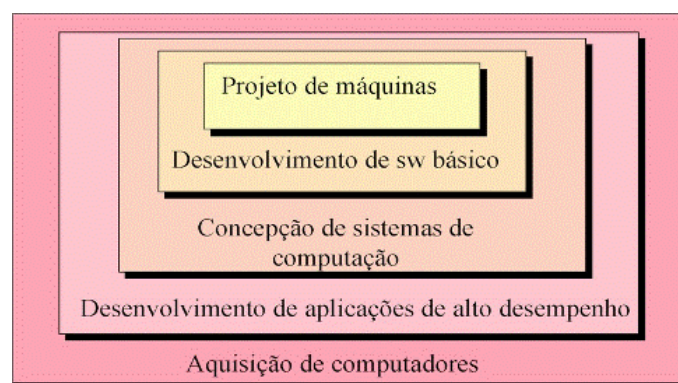 Projeto de máquinas
Desenvolvimento de sw básico
Concepção de sistemas de
computação
Desenvolvimento de aplicações de alto desempenho
Aquisição de computadores